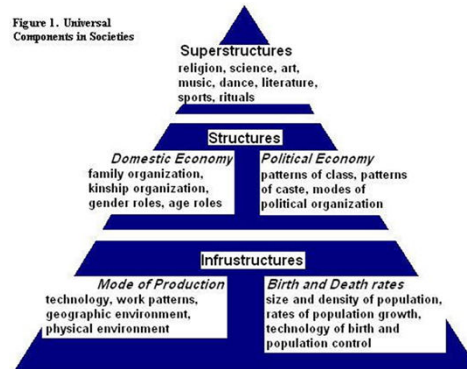 Figure 1. Universal
Components in Societies
Superstructures
religion, science, art,
music, dance, literature,
sports, rituals
Structures
Domestic Economy
family organization,
kinship organization,
gender roles, age roles
Political Economy
patterns of class, patterns
of caste, modes of
political organization
Infrustructures
Mode of Production
technology, work patterns,
geographic environment,
physical environment
Birth and Death rates
size and density of population,
rates of population growth,
technology of birth and
population control